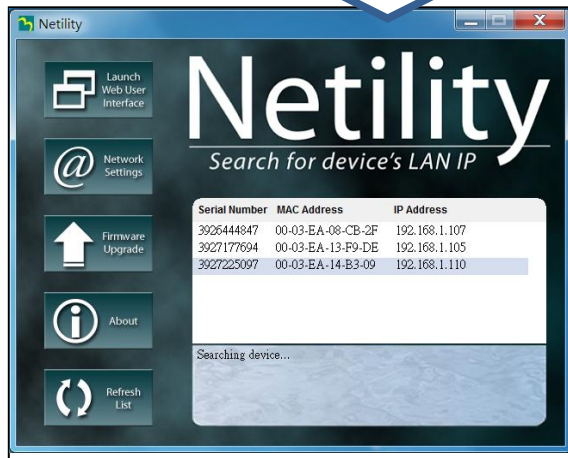 Netility
Launch
Web User
Interface
Network
Settings
Firmware
Upgrade
About
Refresh
List
Netility
Search for device's LAN IP
Serial Number MAC Address IP Address
3926444847 00-03-EA-08-CB-2F 192.168.1.107
3927177694 00-03-EA-13-F9-DE 192.168.1.105
3927225097 00-03-EA-14-B3-09 192.168.1.110
Searching device...